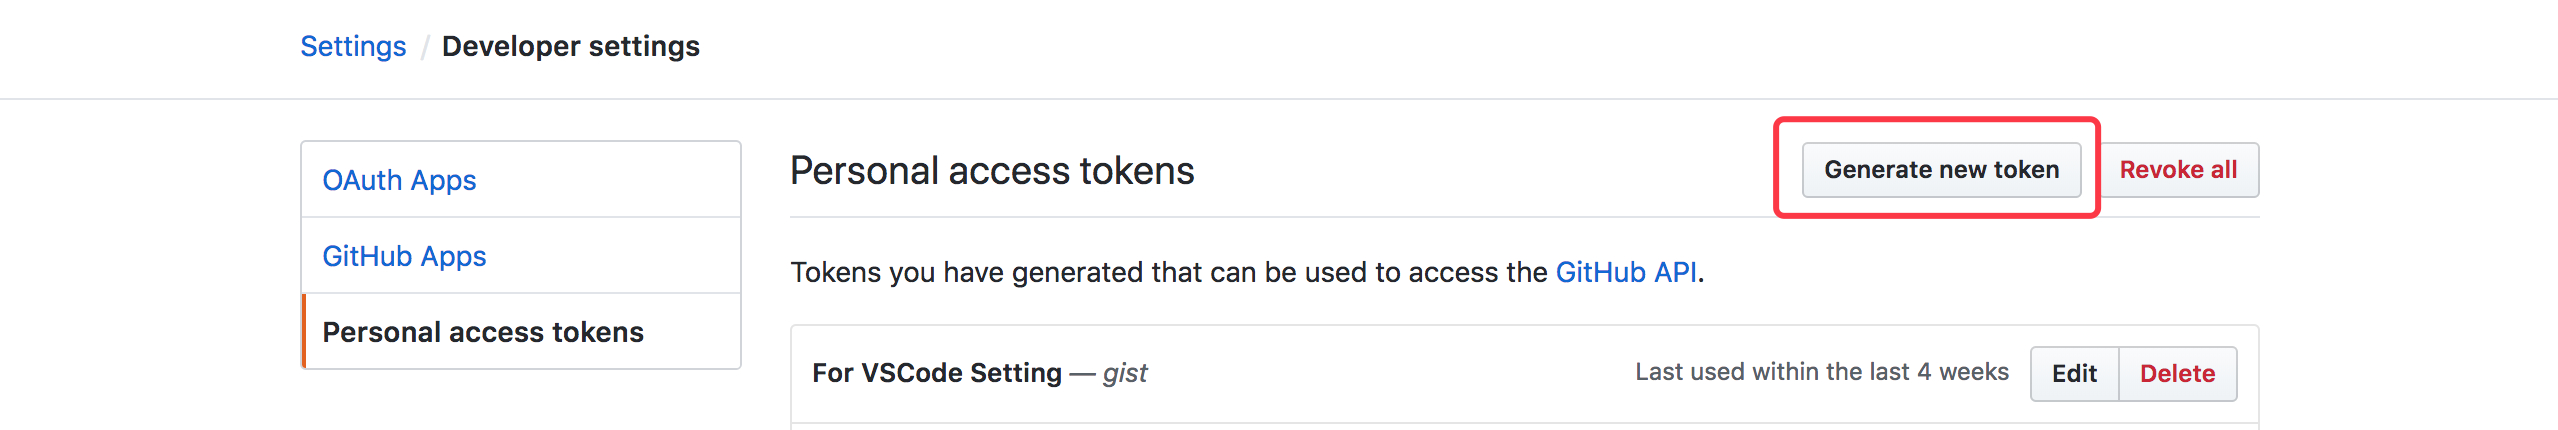 Settings / Developer settings
OAuth Apps
GitHub Apps
Personal access tokens
Personal access tokens
Generate new token
Revoke all
Tokens you have generated that can be used to access the GitHub API.
For VSCode Setting — gist
Last used within the last 4 weeks
Edit
Delete